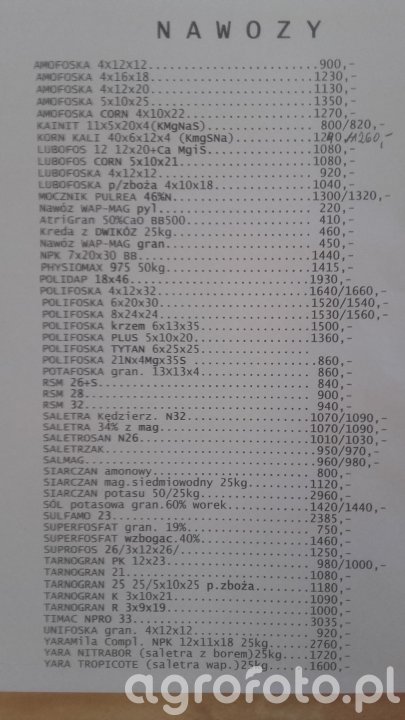 NAWOZY
AMOFOSKA 4x12x12..........................900,-
AMOFOSKA 4x16x18..........................1230,-
AMOFOSKA 4x12x20..........................1130,-
AMOFOSKA 5x10x25..........................1350,-
AMOFOSKA CORN 4x10x22.....................1270,-
KAINIT 11x5x20x4(KMgNaS)..................800/820,-
KORN KALI 40x6x12x4 (KmgSNa)..............1260,-
LUBOFOS 12 12x20+Ca MgiS..................1080,-
LUBOFOS CORN 5x10x21......................1080,-
LUBOFOSKA 4x12x12.........................920,-
LUBOFOSKA p/zboża 4x10x18.................1040,-
MOCZNIK PULREA 46%N.......................1300/1320,-
Nawóz WAP-MAG pyl.........................220,-
AtriGran 50%CaO BB500.....................410,-
Kreda z DWIKÓZ 25kg.......................460,-
Nawóz WAP-MAG gran........................450,-
NPK 7x20x30 BB............................1440,-
PHYSIOMAX 975 50kg........................1415,-
POLIDAP 18x46.............................1930,-
POLIFOSKA 4x12x32.........................1640/1660,-
POLIFOSKA 6x20x30.........................1520/1540,-
POLIFOSKA 8x24x24.........................1530/1560,-
POLIFOSKA krzem 6x13x35...................1500,-
POLIFOSKA PLUS 5x10x20....................1360,-
POLIFOSKA TYTAN 6x25x25...................
POLIFOSKA 21Nx4Mgx35S.....................860,-
POTAFOSKA gran. 13x13x4...................860,-
RSM 26+S..................................840,-
RSM 28....................................900,-
RSM 32....................................940,-
SALETRA Kędzierz. N32.....................1070/1090,-
SALETRA 34% z mag.........................1070/1090,-
SALETROSAN N26............................1010/1030,-
SALETRZAK.................................950/970,-
SALMAG....................................960/980,-
SIARCZAN amonowy..........................800,-
SIARCZAN mag.siedmiowodny 25kg............1120,-
SIARCZAN potasu 50/25kg...................2960,-
SÓL potasowa gran.60% worek...............1420/1440,-
SULFAMO 23................................2385,-
SUPERFOSFAT gran. 19%.....................750,-
SUPERFOSFAT wzbogac.40%...................1460,-
SUPROFOS 26/3x12x26/......................1250,-
TARNOGRAN PK 12x23........................980/1000,-
TARNOGRAN 21..............................1080,-
TARNOGRAN 25 25/5x10x25 p.zboża...........1180,-
TARNOGRAN K 3x10x21.......................1090,-
TARNOGRAN R 3x9x19........................1000,-
TIMAC NPRO 33.............................3035,-
UNIFOSKA gran. 4x12x12....................920,-
YARAMila Compl. NPK 12x11x18 25kg.........2760,-
YARA NITRABOR (saletra z borem)25kg.......1720,-
YARA TROPICOTE (saletra wap.)25kg.........1600,-
agrofoto.pl